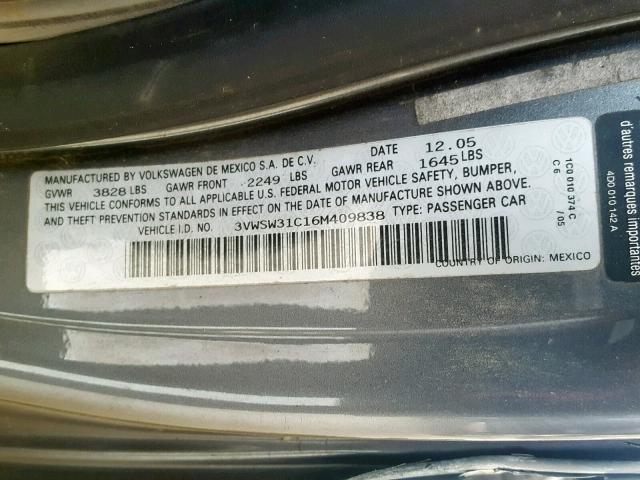 MANUFACTURED BY VOLKSWAGEN DE MEXICO S.A. DE C.V. DATE 12.05
GVWR 3828 LBS GAWR FRONT 2249 LBS GAWR REAR 1645 LBS
THIS VEHICLE CONFORMS TO ALL APPLICABLE U.S. FEDERAL MOTOR VEHICLE SAFETY, BUMPER,
AND THEFT PREVENTION STANDARDS IN EFFECT ON THE DATE OF MANUFACTURE SHOWN ABOVE.
VEHICLE I.D. NO. 3VWSW31C16M409838 TYPE: PASSENGER CAR
COUNTRY OF ORIGIN: MEXICO
1C0 010 374 C
C6 /05
d'autres remarques importantes
4D0 010 142 A